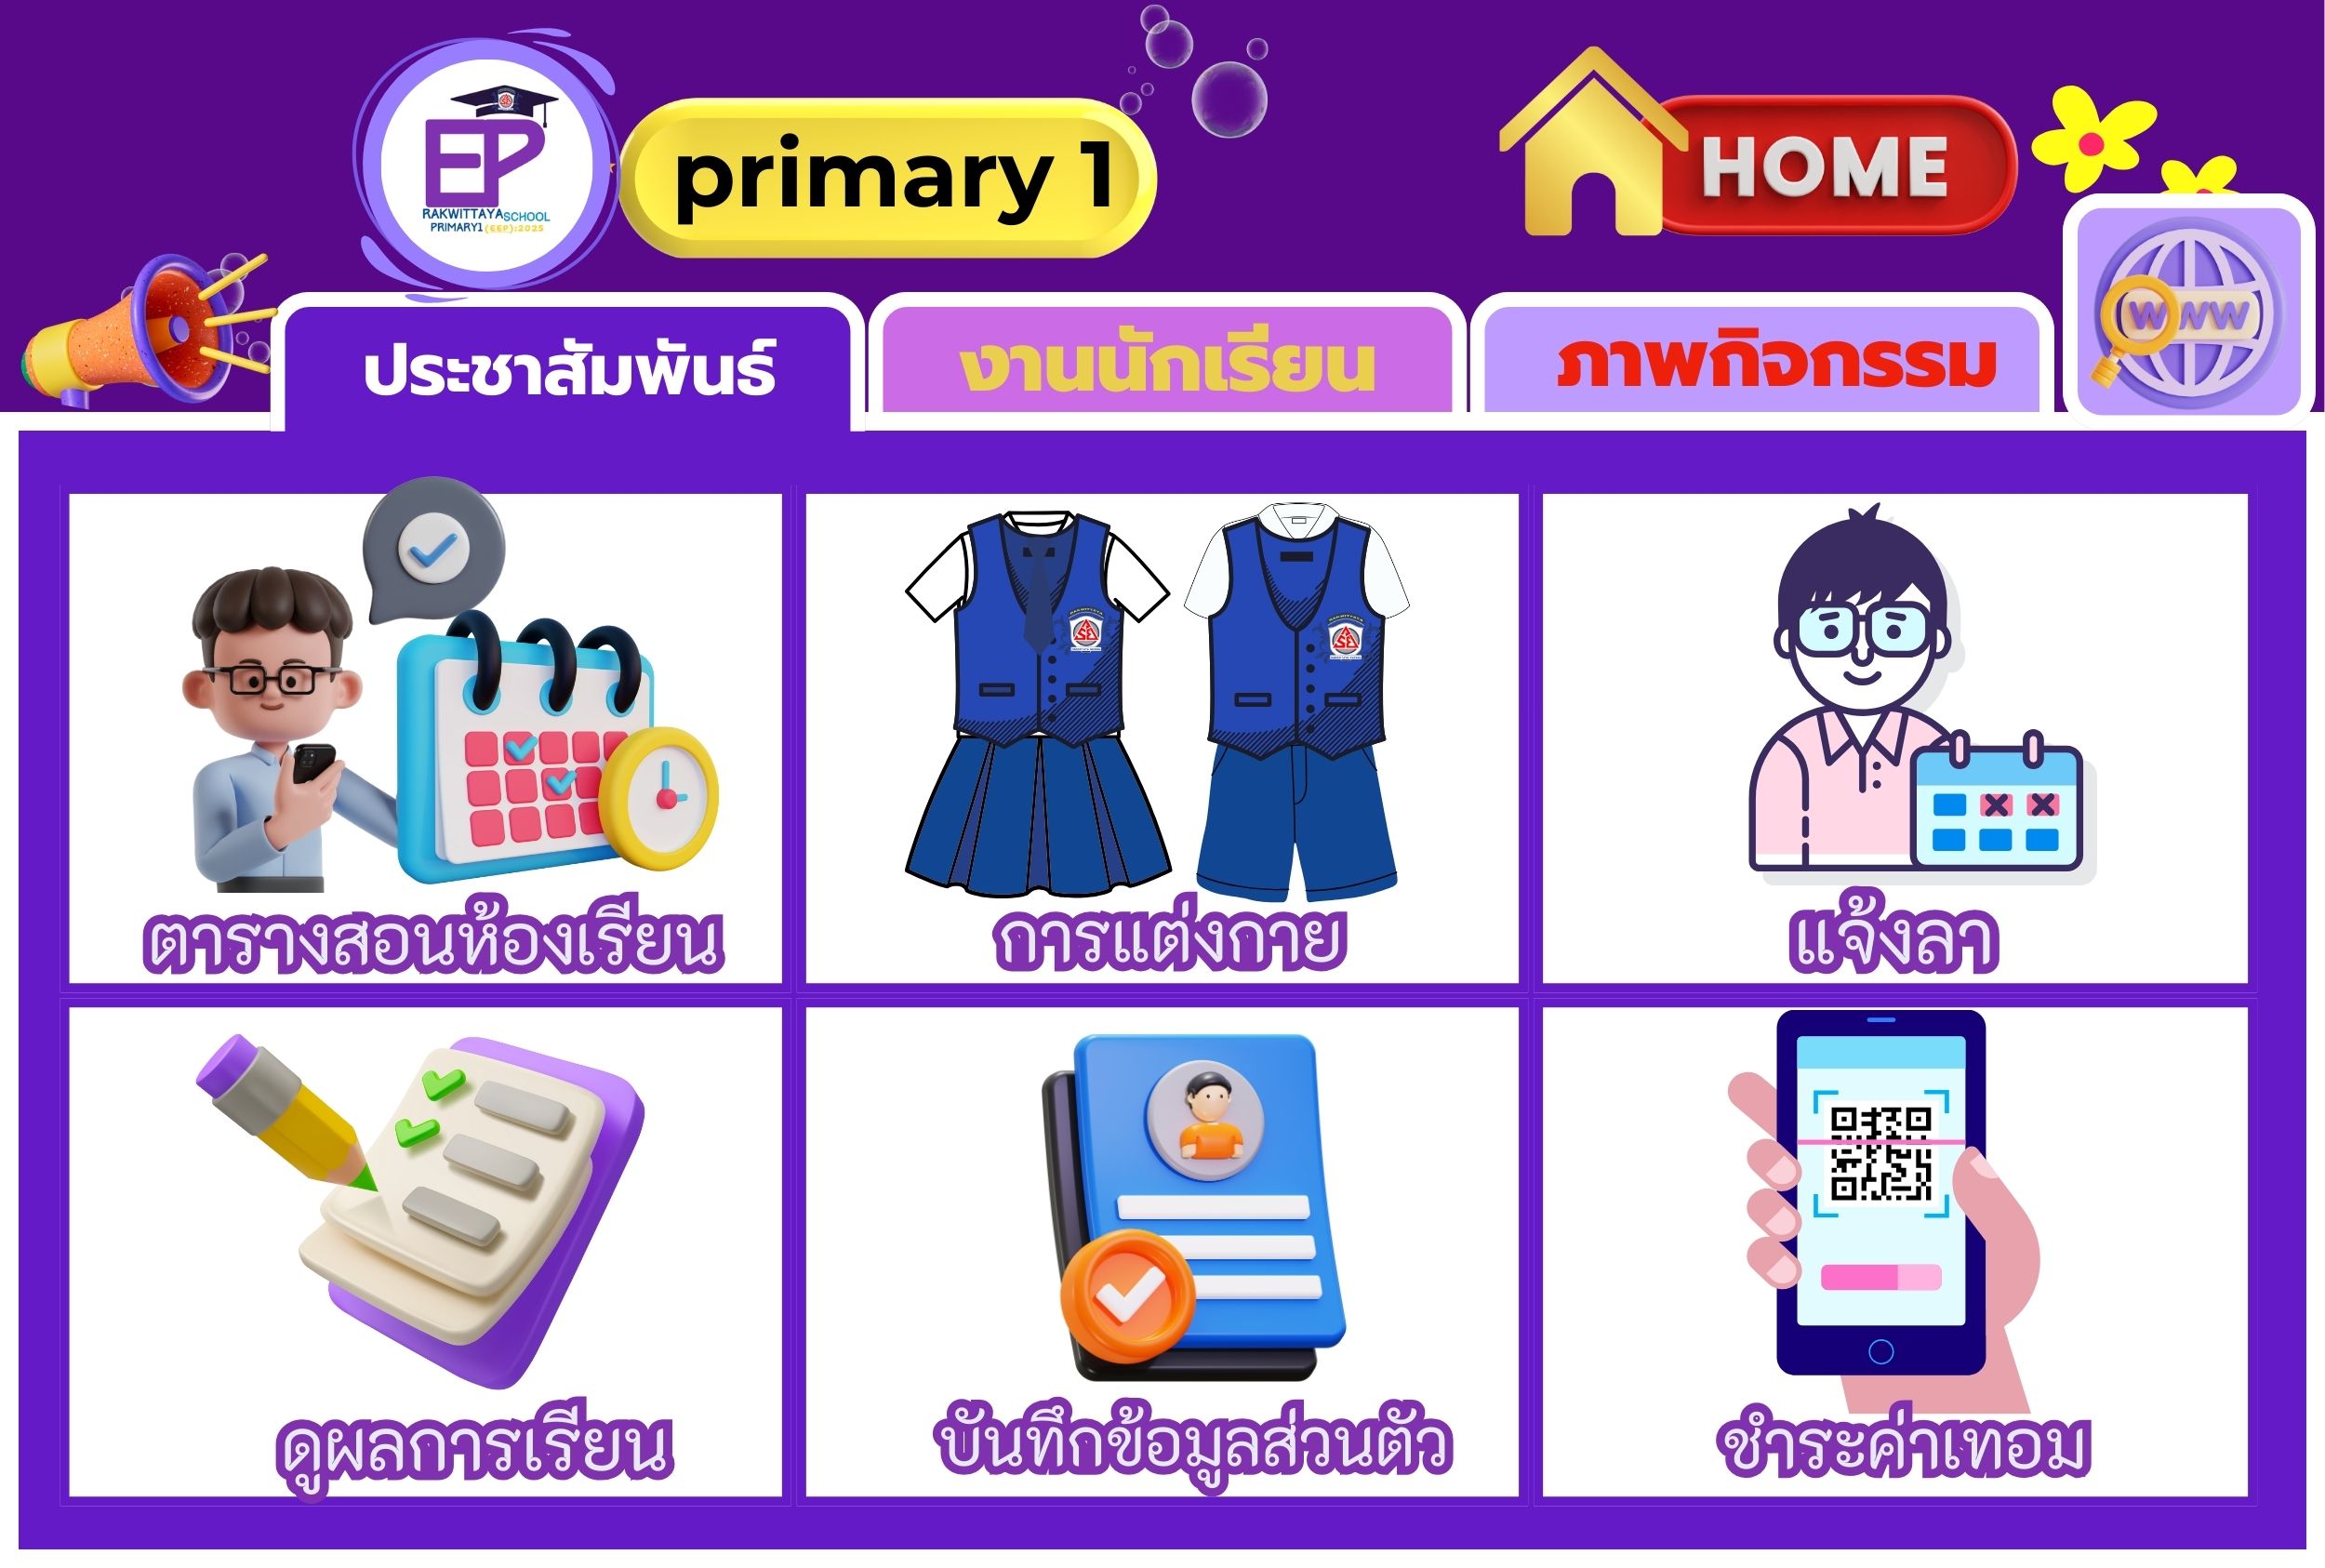 EP
RAKWITTAYA SCHOOL
PRIMARY1 (EEP):2025
primary 1
HOME
ประชาสัมพันธ์
งานนักเรียน
ภาพกิจกรรม
WWW
ตารางสอนห้องเรียน
การแต่งกาย
แจ้งลา
ดูผลการเรียน
บันทึกข้อมูลส่วนตัว
ชำระค่าเทอม